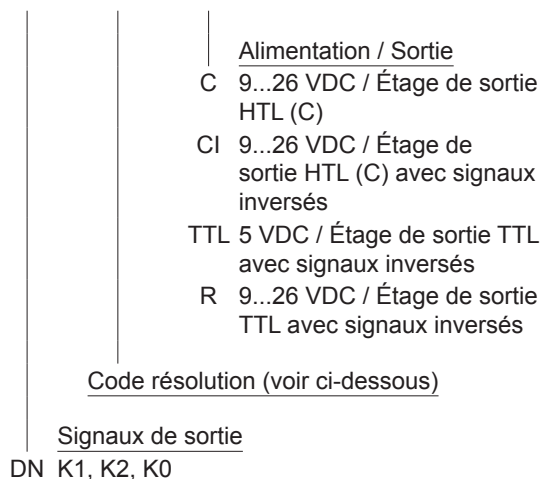 Alimentation / Sortie
C 9...26 VDC / Étage de sortie
HTL (C)
CI 9...26 VDC / Étage de
sortie HTL (C) avec signaux
inversés
TTL 5 VDC / Étage de sortie TTL
avec signaux inversés
R 9...26 VDC / Étage de sortie
TTL avec signaux inversés
Code résolution (voir ci-dessous)
Signaux de sortie
DN K1, K2, K0